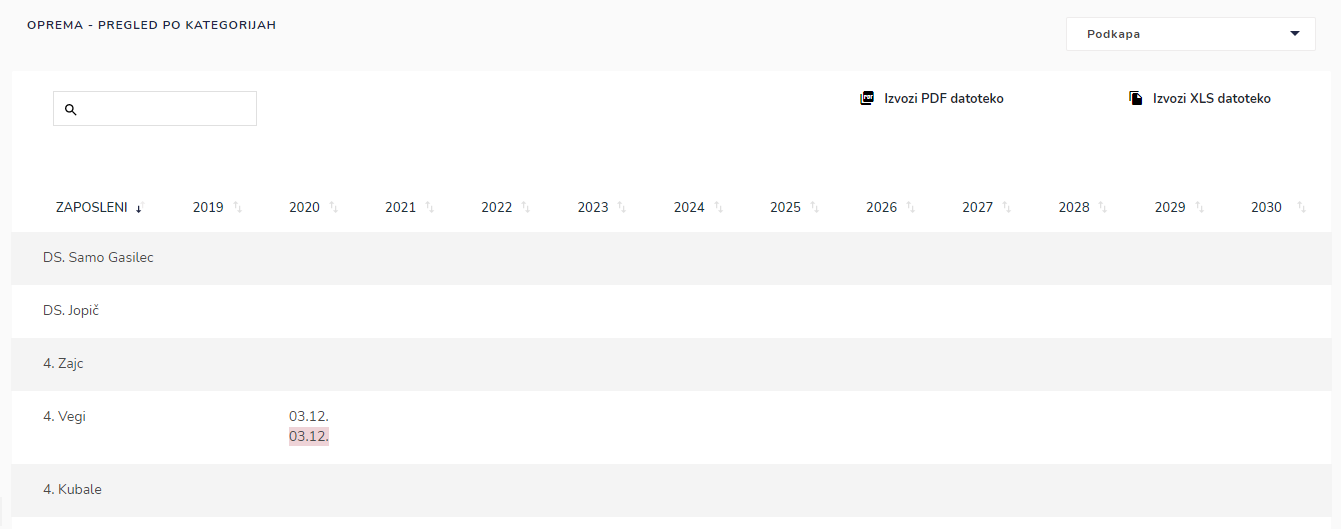 OPREMA - PREGLED PO KATEGORIJAH
Podkapa
Izvozi PDF datoteko
Izvozi XLS datoteko
ZAPOSLENI 2019 2020 2021 2022 2023 2024 2025 2026 2027 2028 2029 2030
DS. Samo Gasilec
DS. Jopič
4. Zajc
4. Vegi 03.12.
03.12.
4. Kubale